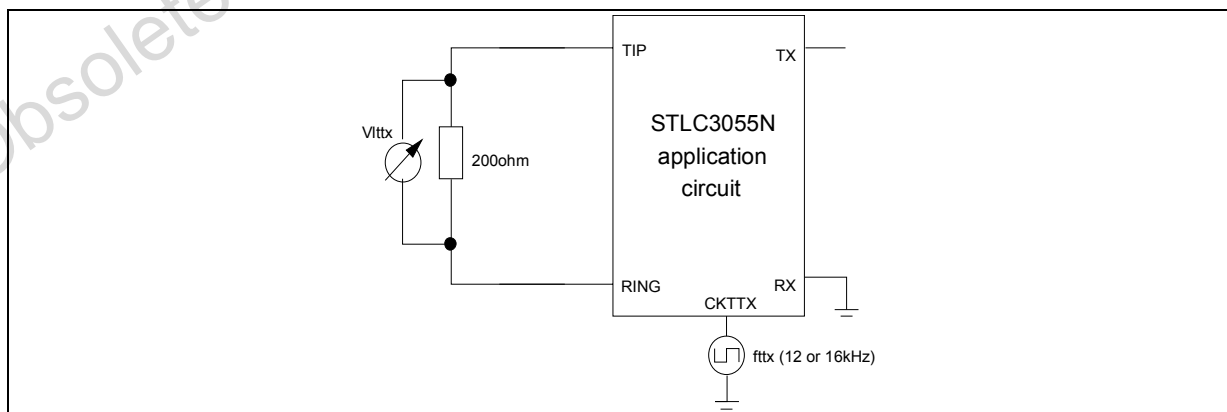 obsolete
TIP
TX
Vlttx
200ohm
STLC3055N
application
circuit
RING
RX
CKTTX
fttx (12 or 16kHz)